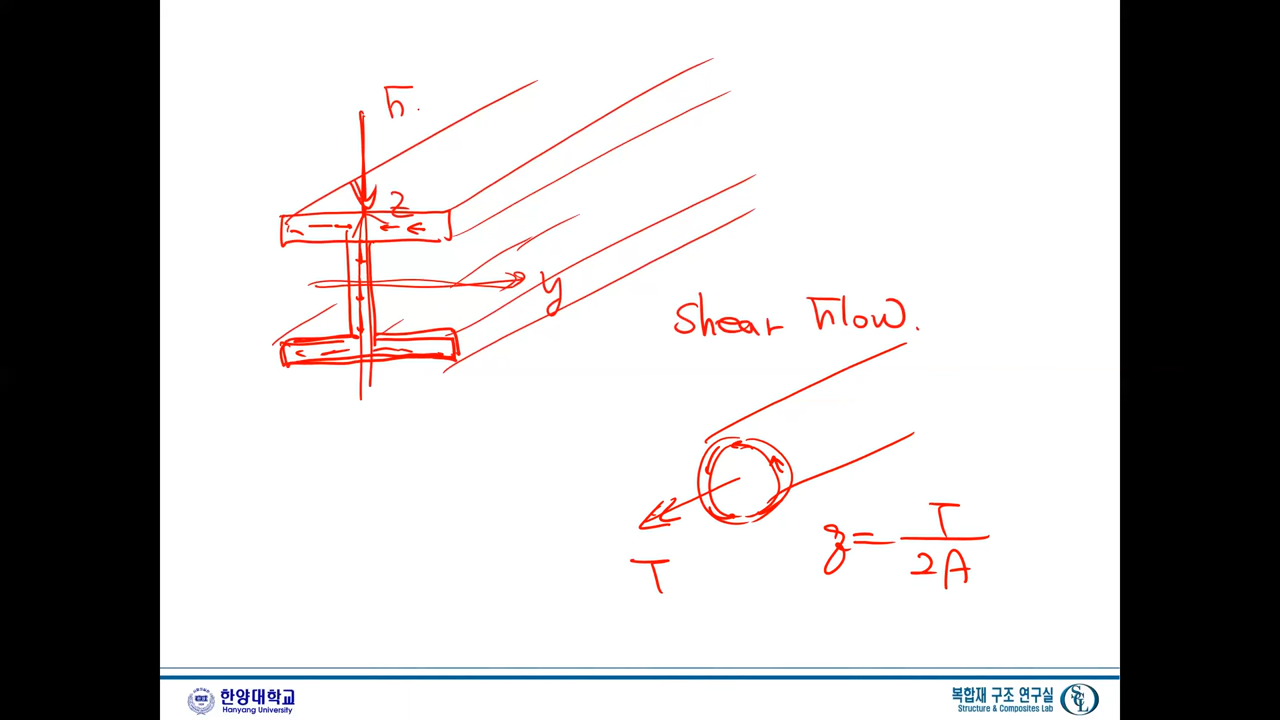 F.
z
y
Shear Flow.
T
q = T / 2A
한양대학교
Hanyang University
복합재 구조 연구실
Structure & Composites Lab
SCL